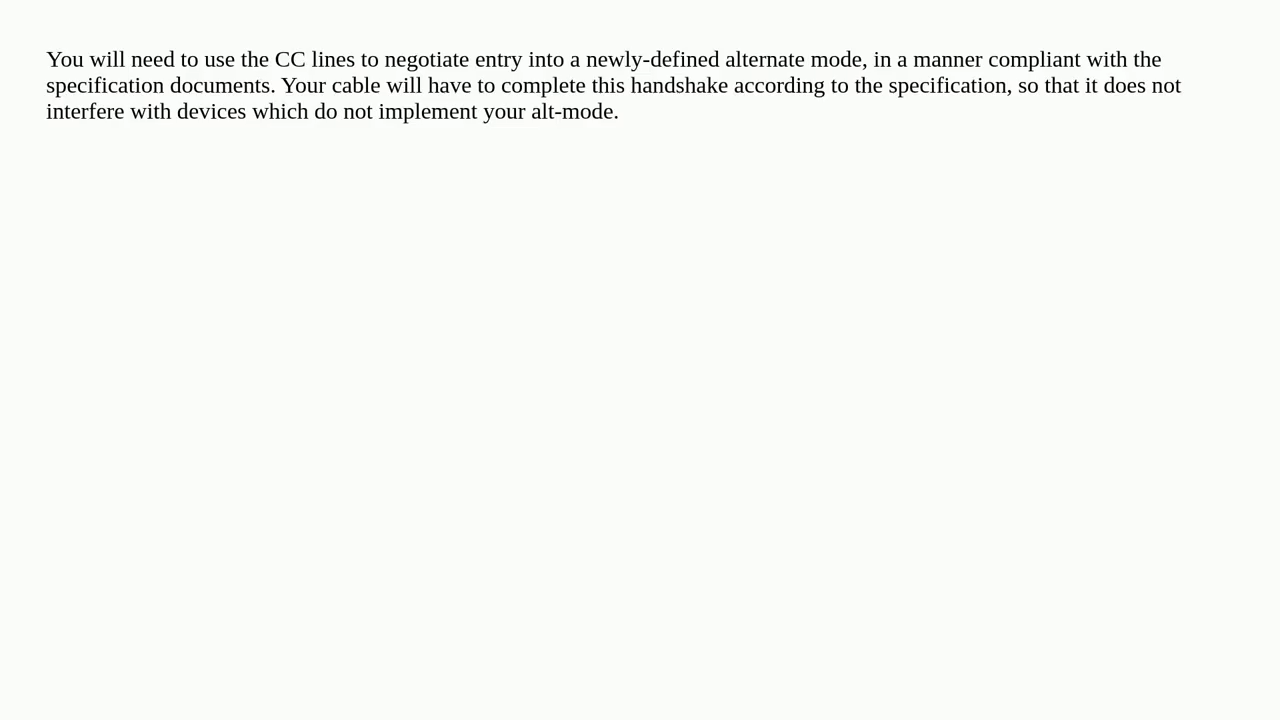 You will need to use the CC lines to negotiate entry into a newly-defined alternate mode, in a manner compliant with the
specification documents. Your cable will have to complete this handshake according to the specification, so that it does not
interfere with devices which do not implement your alt-mode.